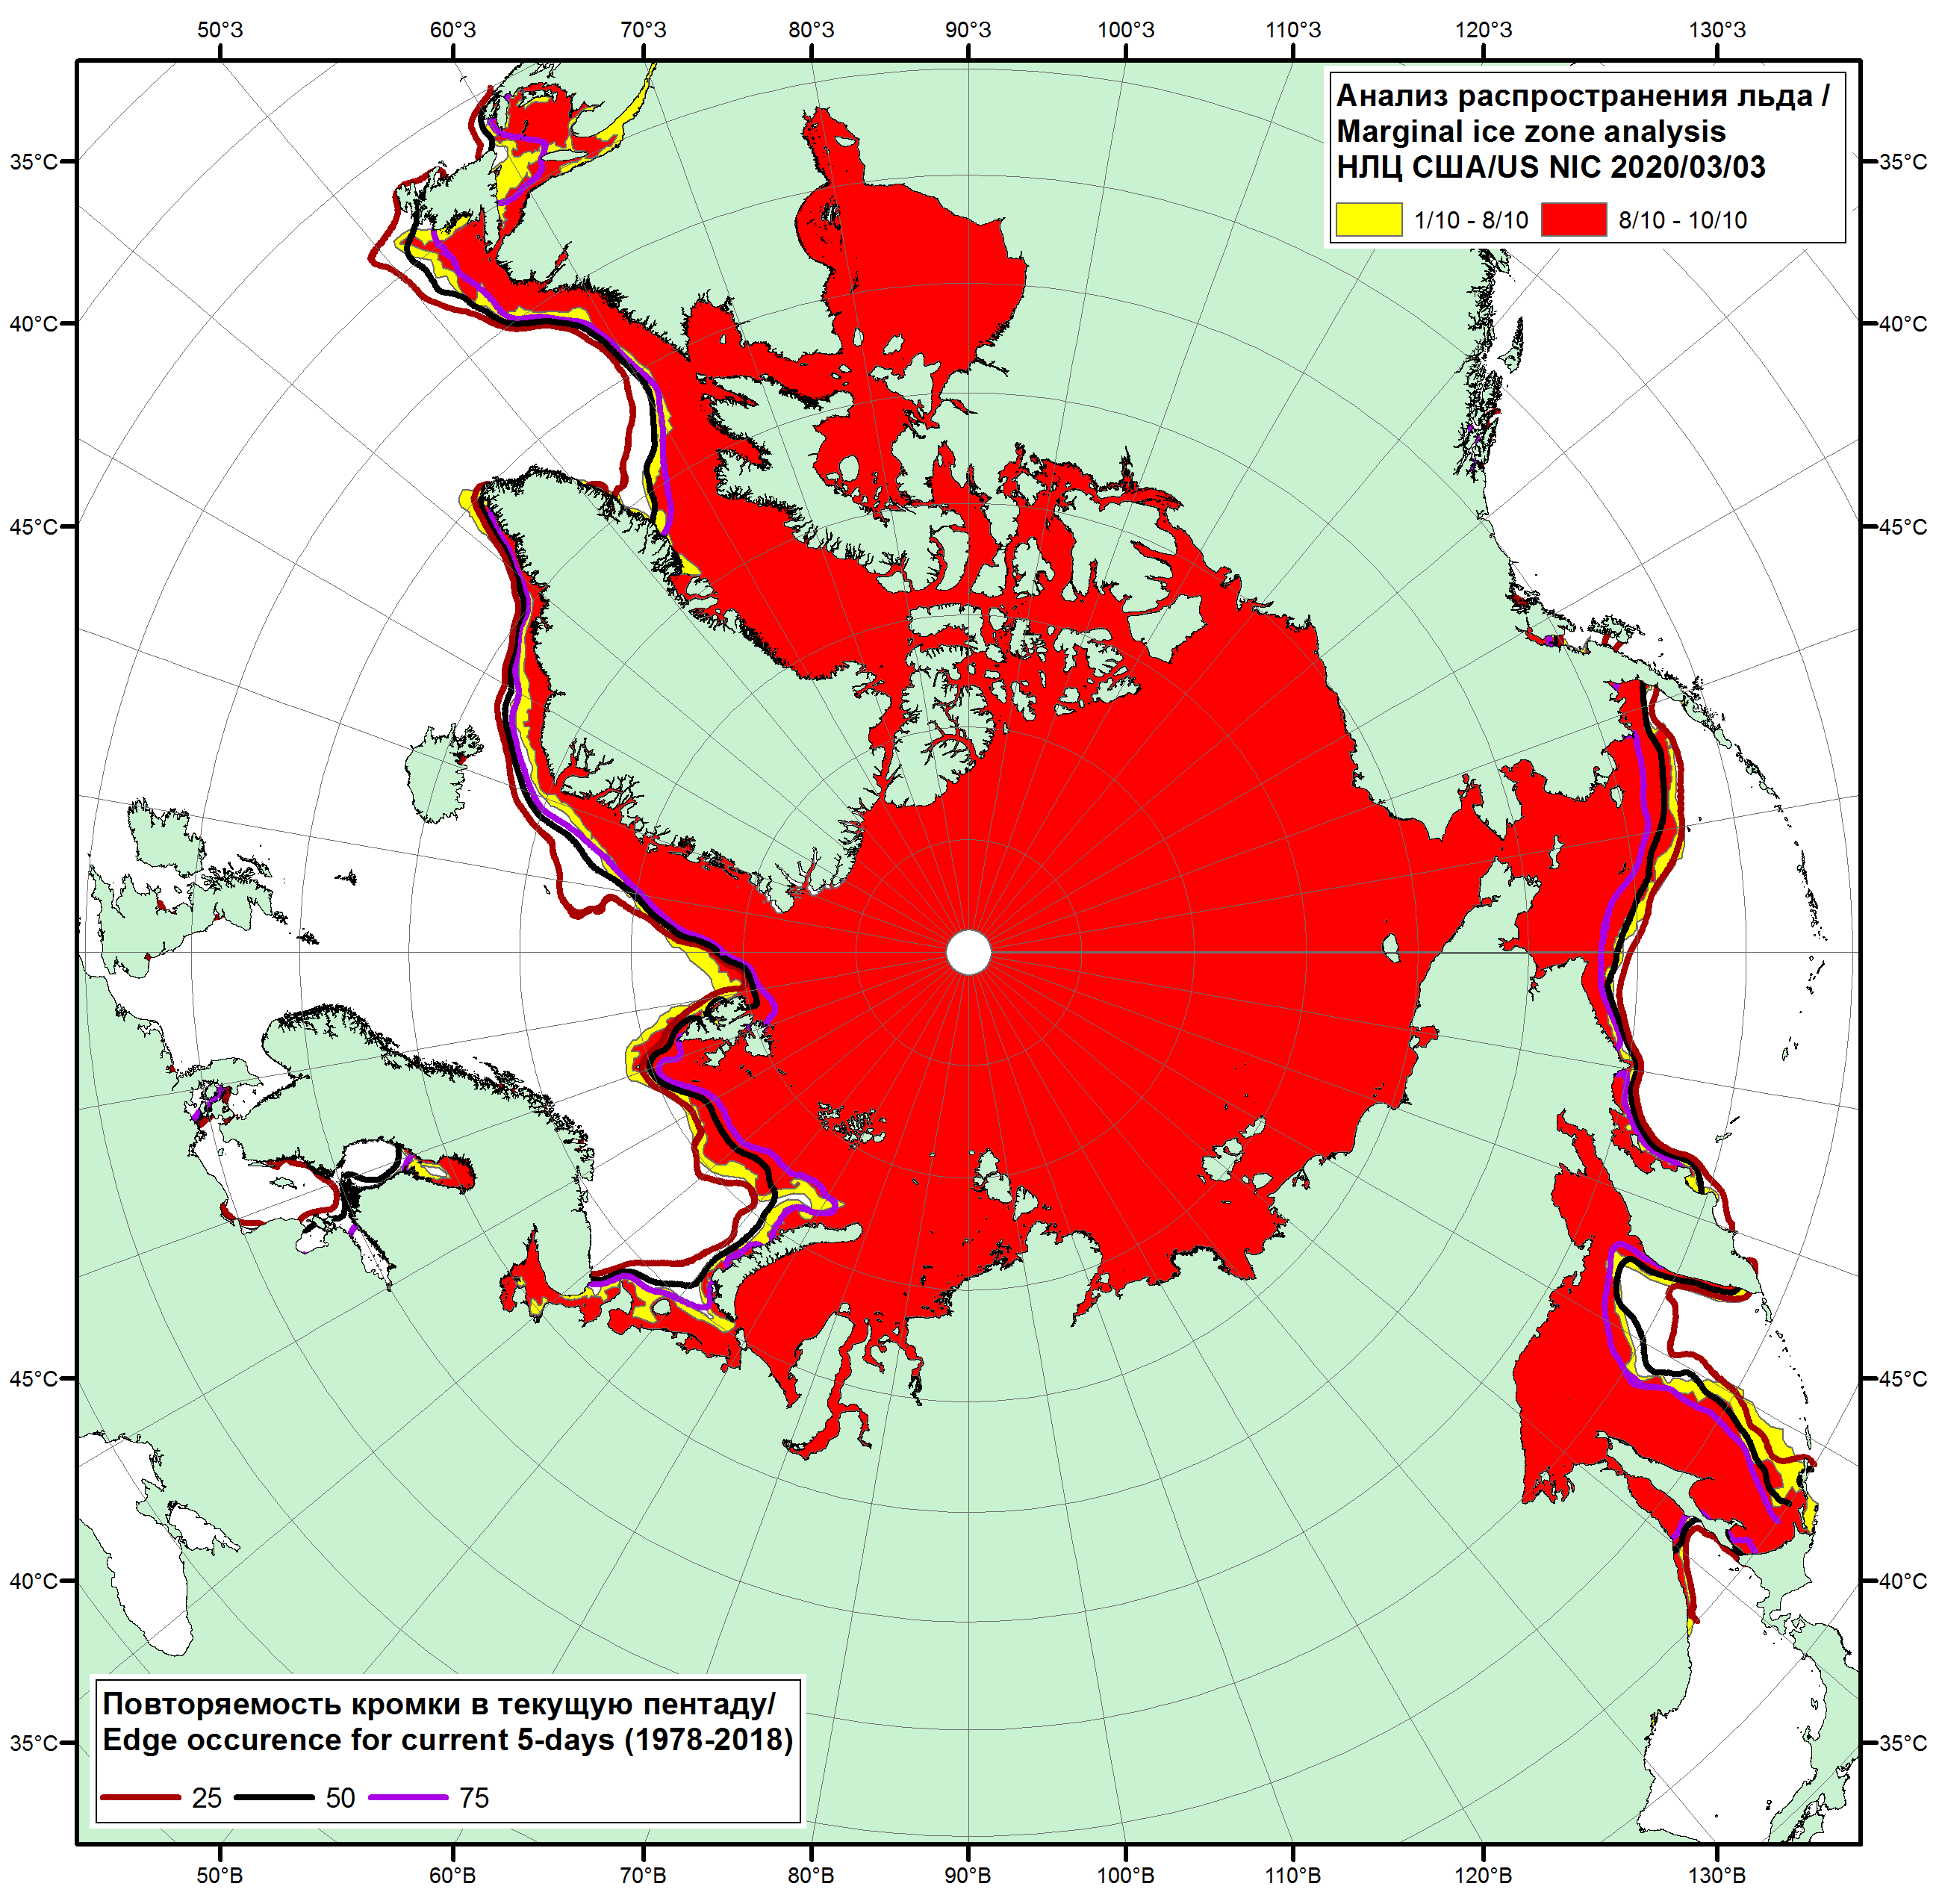 50°З 60°З 70°З 80°З 90°З 100°З 110°З 120°З 130°З
Анализ распространения льда /
Marginal ice zone analysis
НЛЦ США/US NIC 2020/03/03
1/10 - 8/10 8/10 - 10/10
35°С 35°С
40°С 40°С
45°С 45°С
45°С 45°С
40°С 40°С
35°С 35°С
Повторяемость кромки в текущую пентаду/
Edge occurence for current 5-days (1978-2018)
25 50 75
50°В 60°В 70°В 80°В 90°В 100°В 110°В 120°В 130°В